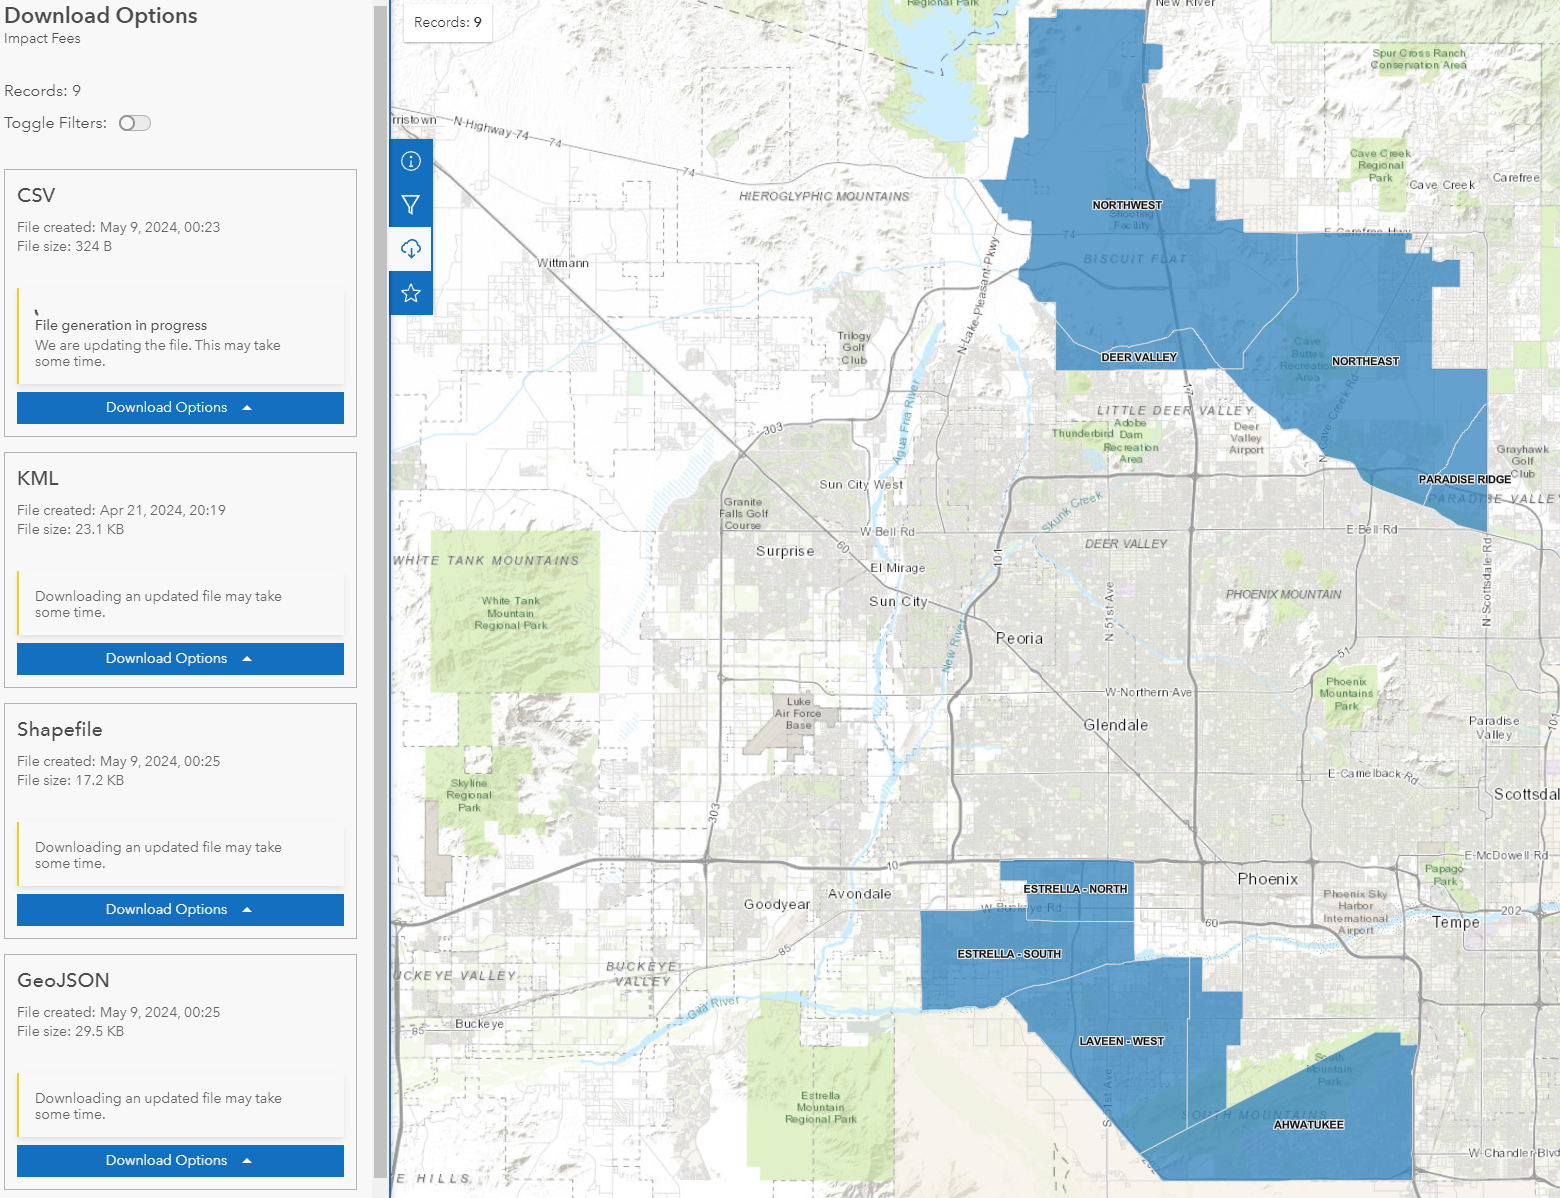 Download Options
Impact Fees
Records: 9
Toggle Filters:
CSV
File created: May 9, 2024, 00:23
File size: 324 B
File generation in progress
We are updating the file. This may take
some time.
Download Options
KML
File created: Apr 21, 2024, 20:19
File size: 23.1 KB
Downloading an updated file may take
some time.
Download Options
Shapefile
File created: May 9, 2024, 00:25
File size: 17.2 KB
Downloading an updated file may take
some time.
Download Options
GeoJSON
File created: May 9, 2024, 00:25
File size: 29.5 KB
Downloading an updated file may take
some time.
Download Options
Records: 9
Regional Park
New River
Spur Cross Ranch
Conservation Area
rristown
N Highway 74
74
74
HIEROGLYPHIC MOUNTAINS
Cave Creek
Regional
Park
Cave Creek
Carefree
NORTHWEST
Shooting
Facility
74
E Carefree Hwy
BISCUIT FLAT
Wittmann
N-Lake-Pleasant-Pkwy
Trilogy
Golf
Club
DEER VALLEY
Cave
Buttes
Recreation
Area
NORTHEAST
N Cave Creek Rd
17
Agua Fria River
LITTLE DEER VALLEY
303
Thunderbird
Adobe
Dam
Recreation
Area
Deer
Valley
Airport
Grayhawk
Golf
Club
PARADISE RIDGE
PARADISE VALLEY
Sun City West
Granite
Falls Golf
Course
Skunk Creek
W Bell Rd
E Bell Rd
DEER VALLEY
Surprise
60
101
WHITE TANK MOUNTAINS
El Mirage
N Scottsdale Rd
White Tank
Mountain
Regional Park
Sun City
PHOENIX MOUNTAIN
N 51st Ave
New River
Peoria
51
Phoenix
Mountains
Park
W Northern Ave
Luke
Air Force
Base
Glendale
Paradise
Valley
101
E Camelback Rd
Skyline
Regional
Park
303
Scottsdal
10
E McDowell Rd
Papago
Park
ESTRELLA - NORTH
Phoenix
Avondale
Goodyear
W Buckeye Rd
Phoenix Sky
Harbor
International
Airport
202
Tempe
60
85
ESTRELLA - SOUTH
UCKEYE VALLEY
BUCKEYE
VALLEY
Gila River
85
Buckeye
LAVEEN - WEST
South
Mountain
Park
51st Ave
Estrella
Mountain
Regional Park
SOUTH MOUNTAINS
AHWATUKEE
W Chandler Blvd
202
E HILLS